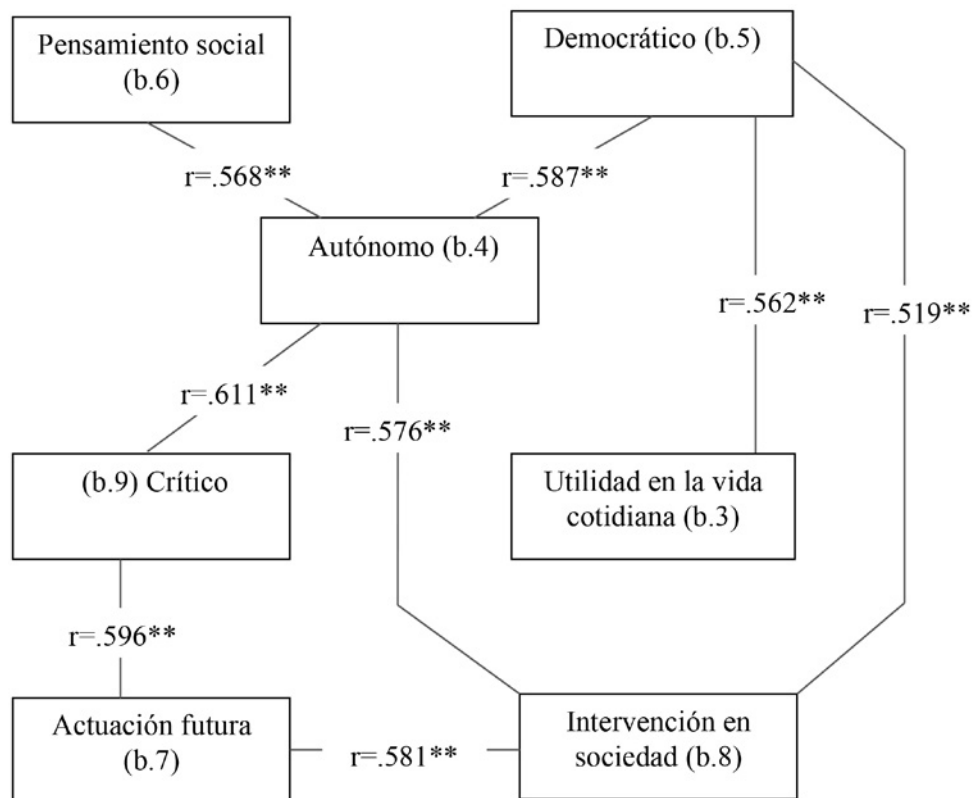 Pensamiento social
(b.6)
Democrático (b.5)
r=.568**
r=.587**
Autónomo (b.4)
r=.562**
r=.519**
r=.611**
r=.576**
(b.9) Crítico
Utilidad en la vida
cotidiana (b.3)
r=.596**
Actuación futura
(b.7)
r=.581**
Intervención en
sociedad (b.8)